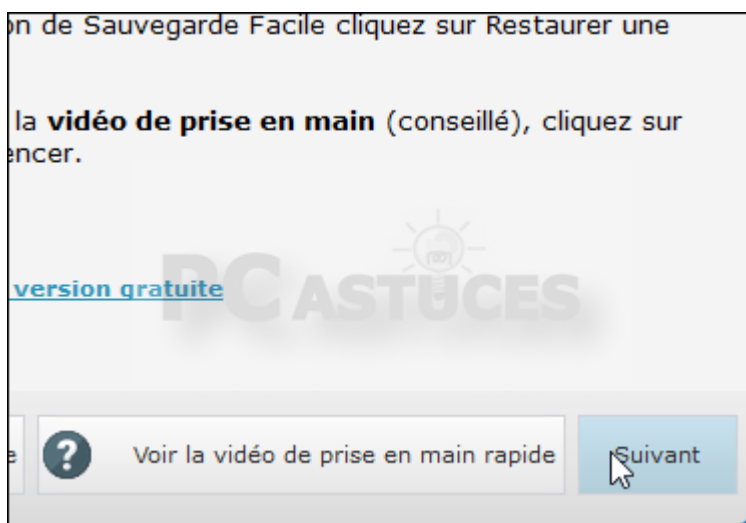 on de Sauvegarde Facile cliquez sur Restaurer une
la vidéo de prise en main (conseillé), cliquez sur
encer.
PC ASTUCES
version gratuite
e
Voir la vidéo de prise en main rapide
Suivant